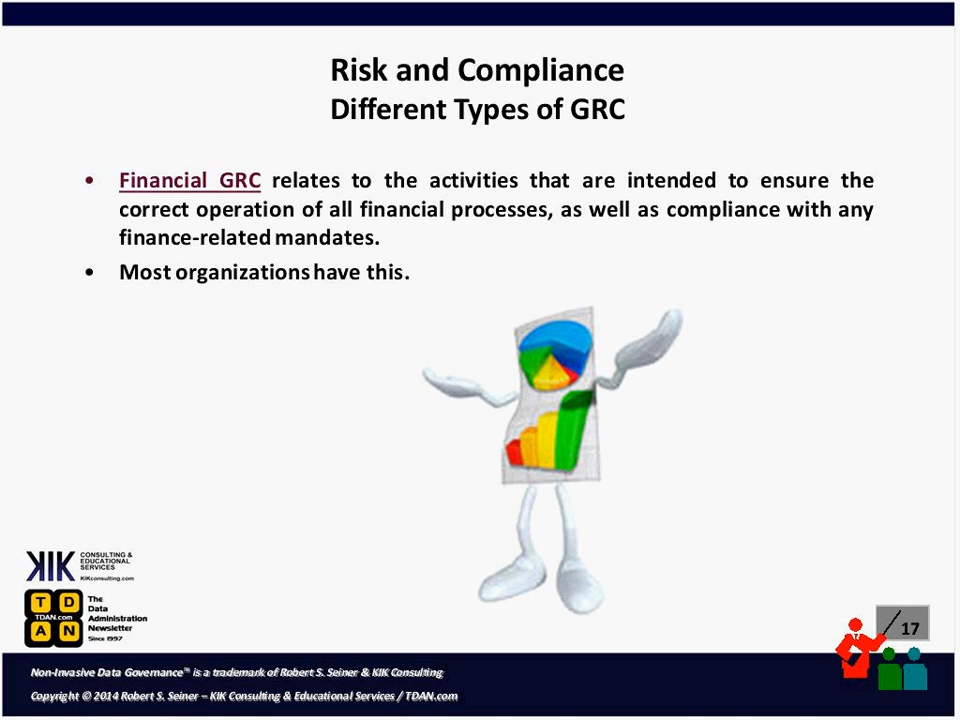 Risk and Compliance
Different Types of GRC
• Financial GRC relates to the activities that are intended to ensure the
correct operation of all financial processes, as well as compliance with any
finance-related mandates.
• Most organizations have this.
KIK
CONSULTING &
EDUCATIONAL
SERVICES
KIKconsulting.com
T D
TDAN.com
A N
The
Data
Administration
Newsletter
Since 1997
17
Non-Invasive Data Governance™ is a trademark of Robert S. Seiner & KIK Consulting
Copyright © 2014 Robert S. Seiner – KIK Consulting & Educational Services / TDAN.com